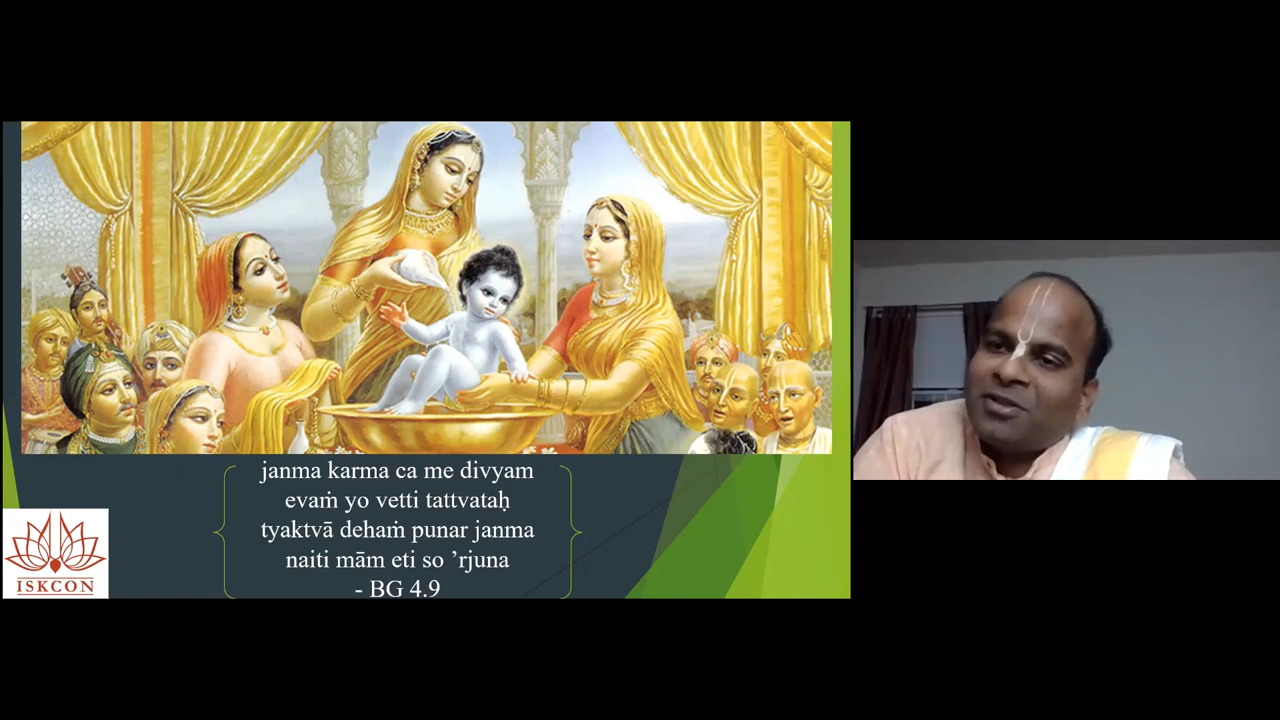 janma karma ca me divyam
evaṁ yo vetti tattvataḥ
tyaktvā dehaṁ punar janma
naiti mām eti so ’rjuna
- BG 4.9
ISKCON